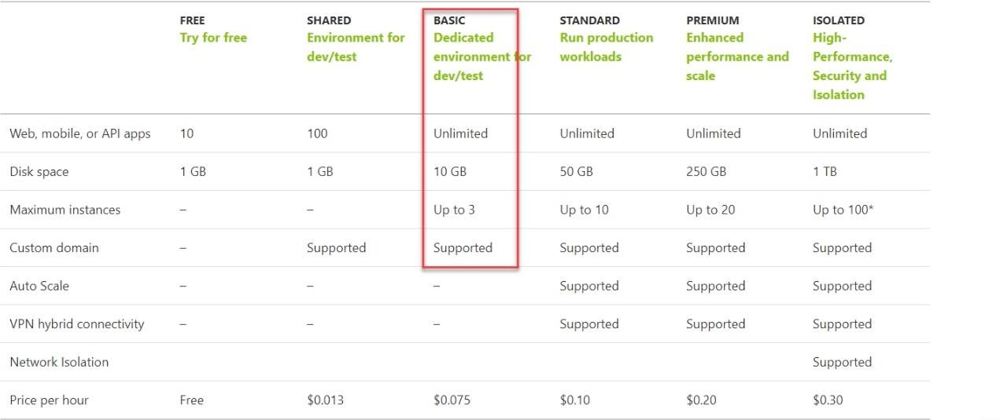 FREE SHARED BASIC STANDARD PREMIUM ISOLATED
Try for free Environment for Dedicated Run production Enhanced High-
dev/test environment for workloads performance and Performance,
dev/test scale Security and
Isolation
Web, mobile, or API apps 10 100 Unlimited Unlimited Unlimited Unlimited
Disk space 1 GB 1 GB 10 GB 50 GB 250 GB 1 TB
Maximum instances – – Up to 3 Up to 10 Up to 20 Up to 100*
Custom domain – Supported Supported Supported Supported Supported
Auto Scale – – – Supported Supported Supported
VPN hybrid connectivity – – – Supported Supported Supported
Network Isolation Supported
Price per hour Free $0.013 $0.075 $0.10 $0.20 $0.30